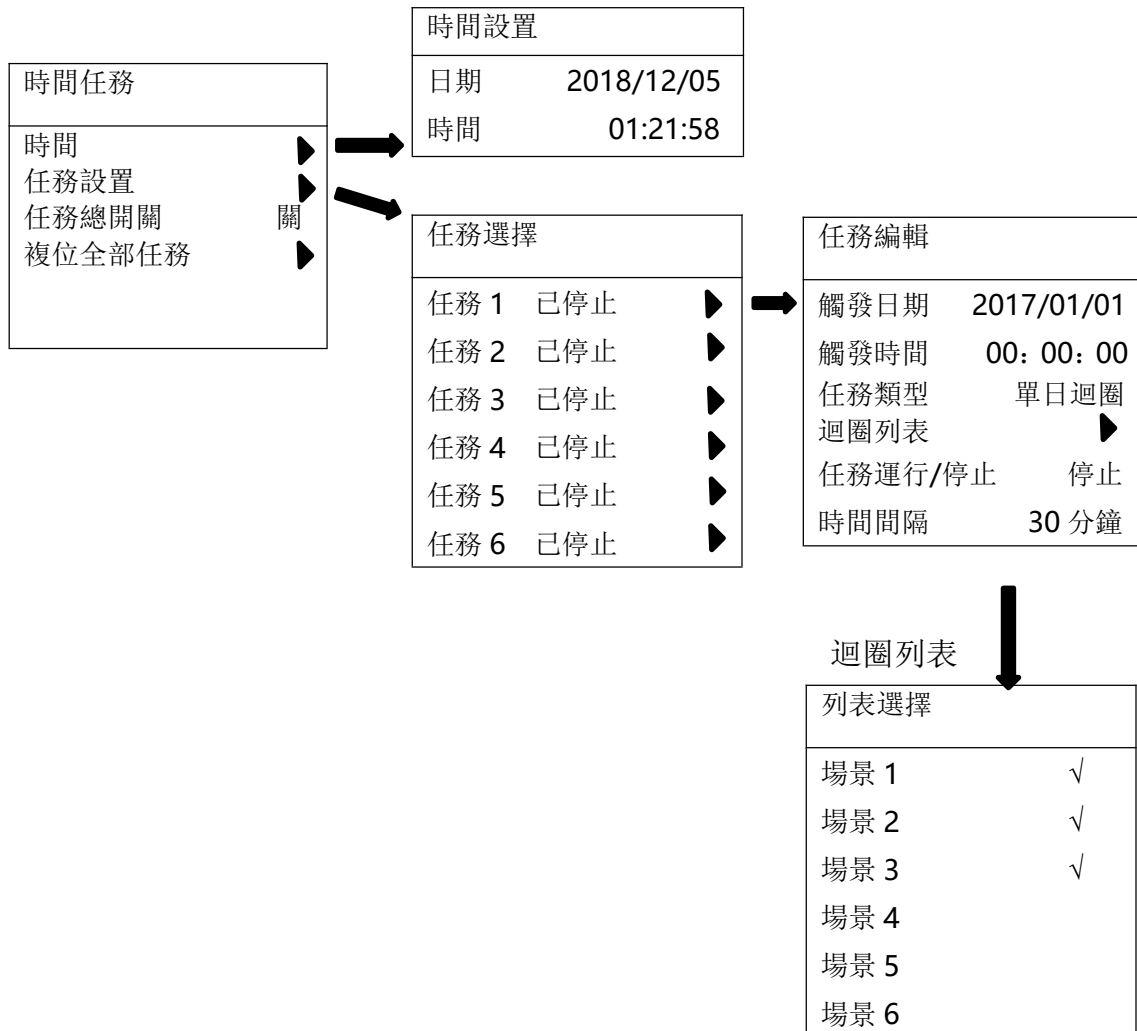 時間任務
時間
任務設置
任務總開關 關
複位全部任務
時間設置
日期 2018/12/05
時間 01:21:58
任務選擇
任務 1 已停止
任務 2 已停止
任務 3 已停止
任務 4 已停止
任務 5 已停止
任務 6 已停止
任務編輯
觸發日期 2017/01/01
觸發時間 00：00：00
任務類型 單日迴圈
迴圈列表
任務運行/停止 停止
時間間隔 30 分鐘
迴圈列表
列表選擇
場景 1 √
場景 2 √
場景 3 √
場景 4
場景 5
場景 6